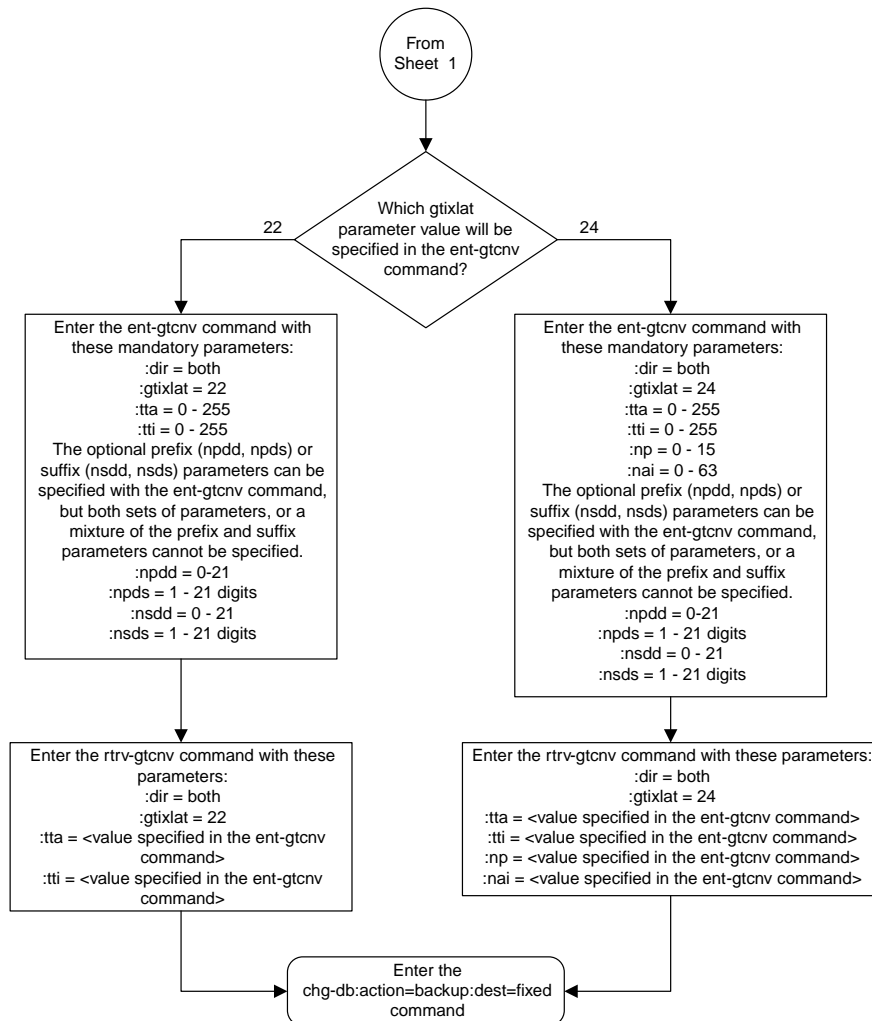 From
Sheet 1
Which gtixlat
parameter value will be
specified in the ent-gtcnv
command?
22
24
Enter the ent-gtcnv command with
these mandatory parameters:
:dir = both
:gtixlat = 22
:tta = 0 - 255
:tti = 0 - 255
The optional prefix (npdd, npds) or
suffix (nsdd, nsds) parameters can be
specified with the ent-gtcnv command,
but both sets of parameters, or a
mixture of the prefix and suffix
parameters cannot be specified.
:npdd = 0-21
:npds = 1 - 21 digits
:nsdd = 0 - 21
:nsds = 1 - 21 digits
Enter the ent-gtcnv command with
these mandatory parameters:
:dir = both
:gtixlat = 24
:tta = 0 - 255
:tti = 0 - 255
:np = 0 - 15
:nai = 0 - 63
The optional prefix (npdd, npds) or
suffix (nsdd, nsds) parameters can be
specified with the ent-gtcnv command,
but both sets of parameters, or a
mixture of the prefix and suffix
parameters cannot be specified.
:npdd = 0-21
:npds = 1 - 21 digits
:nsdd = 0 - 21
:nsds = 1 - 21 digits
Enter the rtrv-gtcnv command with these
parameters:
:dir = both
:gtixlat = 22
:tta = <value specified in the ent-gtcnv
command>
:tti = <value specified in the ent-gtcnv
command>
Enter the rtrv-gtcnv command with these parameters:
:dir = both
:gtixlat = 24
:tta = <value specified in the ent-gtcnv command>
:tti = <value specified in the ent-gtcnv command>
:np = <value specified in the ent-gtcnv command>
:nai = <value specified in the ent-gtcnv command>
Enter the
chg-db:action=backup:dest=fixed
command